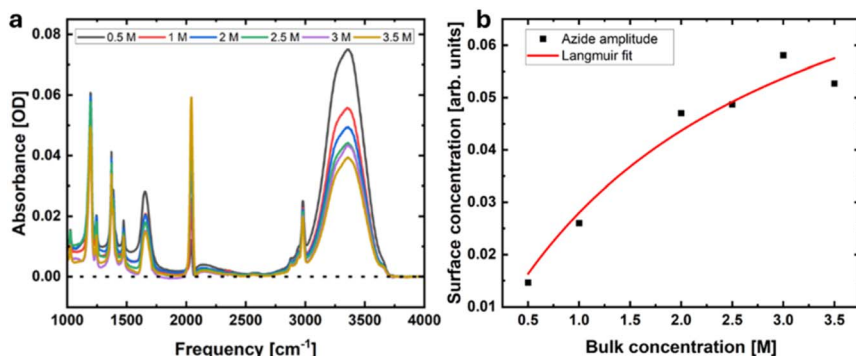 a
0.5 M 1 M 2 M 2.5 M 3 M 3.5 M
0.08
0.06
0.04
0.02
0.00
Absorbance [OD]
1000 1500 2000 2500 3000 3500 4000
Frequency [cm⁻¹]
b
Azide amplitude
Langmuir fit
0.06
0.05
0.04
0.03
0.02
0.01
Surface concentration [arb. units]
0.5 1.0 1.5 2.0 2.5 3.0 3.5
Bulk concentration [M]